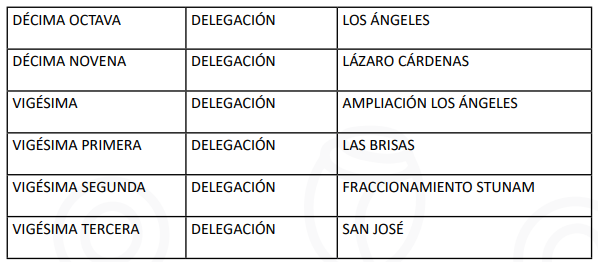 DÉCIMA OCTAVA DELEGACIÓN LOS ÁNGELES
DÉCIMA NOVENA DELEGACIÓN LÁZARO CÁRDENAS
VIGÉSIMA DELEGACIÓN AMPLIACIÓN LOS ÁNGELES
VIGÉSIMA PRIMERA DELEGACIÓN LAS BRISAS
VIGÉSIMA SEGUNDA DELEGACIÓN FRACCIONAMIENTO STUNAM
VIGÉSIMA TERCERA DELEGACIÓN SAN JOSÉ